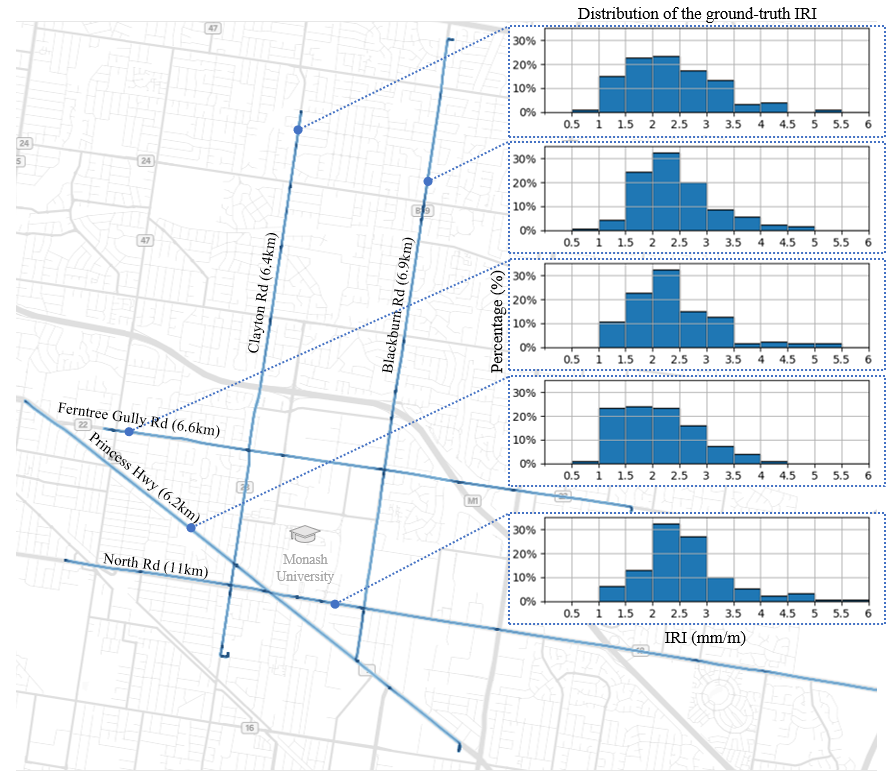 Distribution of the ground-truth IRI
30%
20%
10%
0%
0.5 1 1.5 2 2.5 3 3.5 4 4.5 5 5.5 6
30%
20%
10%
0%
0.5 1 1.5 2 2.5 3 3.5 4 4.5 5 5.5 6
30%
20%
10%
0%
0.5 1 1.5 2 2.5 3 3.5 4 4.5 5 5.5 6
30%
20%
10%
0%
0.5 1 1.5 2 2.5 3 3.5 4 4.5 5 5.5 6
30%
20%
10%
0%
0.5 1 1.5 2 2.5 3 3.5 4 4.5 5 5.5 6
Percentage (%)
IRI (mm/m)
47
24
24
47
Clayton Rd (6.4km)
Blackburn Rd (6.9km)
Ferntree Gully Rd (6.6km)
22
Princess Hwy (6.2km)
M1
Monash
University
North Rd (11km)
16